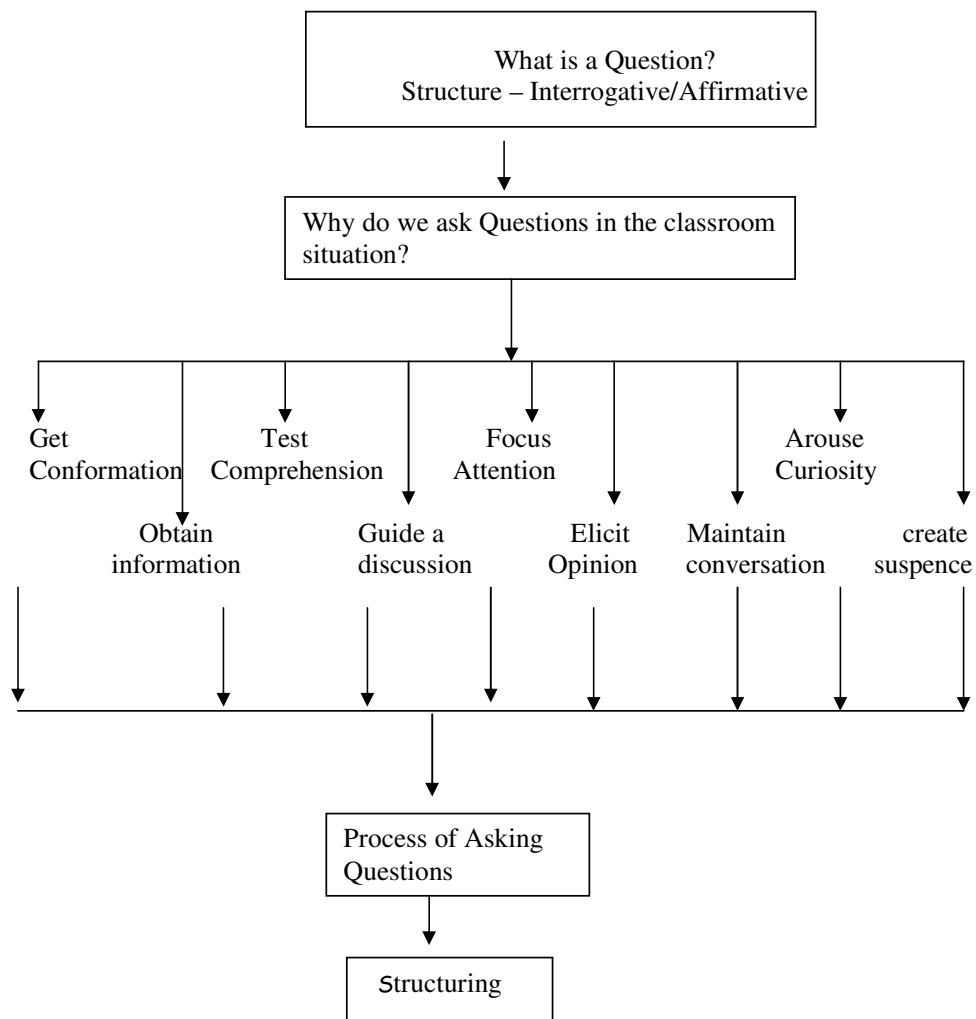 What is a Question?
Structure – Interrogative/Affirmative
Why do we ask Questions in the classroom
situation?
Get
Conformation
Test
Comprehension
Focus
Attention
Arouse
Curiosity
Obtain
information
Guide a
discussion
Elicit
Opinion
Maintain
conversation
create
suspence
Process of Asking
Questions
Structuring